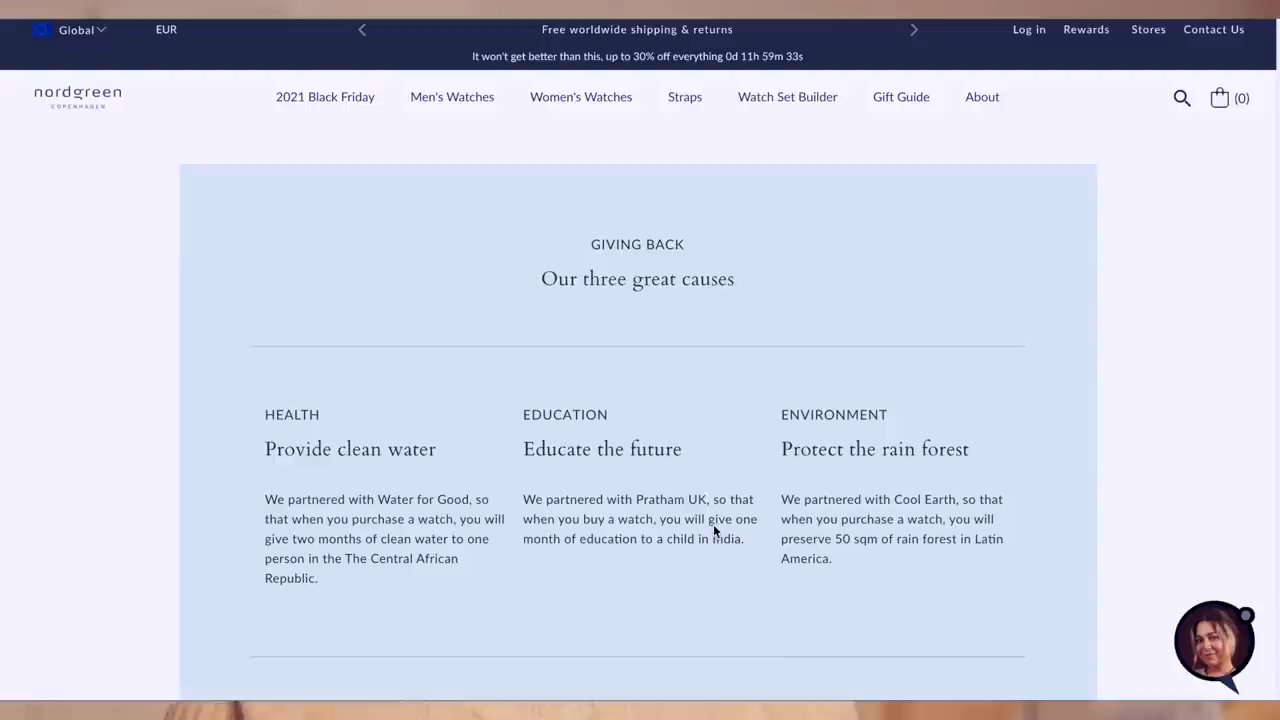 Global EUR Free worldwide shipping & returns Log in Rewards Stores Contact Us
It won't get better than this, up to 30% off everything 0d 11h 59m 33s
nordgreen
COPENHAGEN
2021 Black Friday Men's Watches Women's Watches Straps Watch Set Builder Gift Guide About (0)
GIVING BACK
Our three great causes
HEALTH
Provide clean water
We partnered with Water for Good, so
that when you purchase a watch, you will
give two months of clean water to one
person in the The Central African
Republic.
EDUCATION
Educate the future
We partnered with Pratham UK, so that
when you buy a watch, you will give one
month of education to a child in India.
ENVIRONMENT
Protect the rain forest
We partnered with Cool Earth, so that
when you purchase a watch, you will
preserve 50 sqm of rain forest in Latin
America.